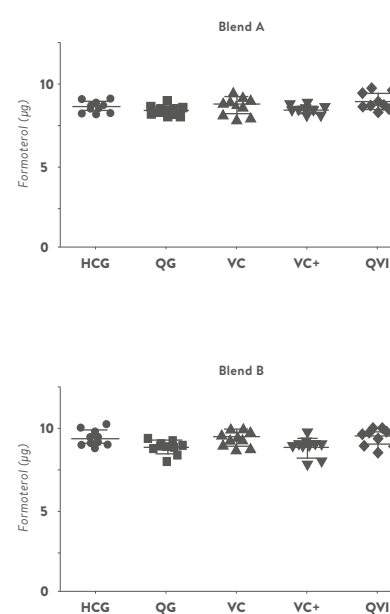 Blend A
Formoterol (µg)
10
5
0
HCG QG VC VC+ QVI
Blend B
Formoterol (µg)
10
5
0
HCG QG VC VC+ QVI